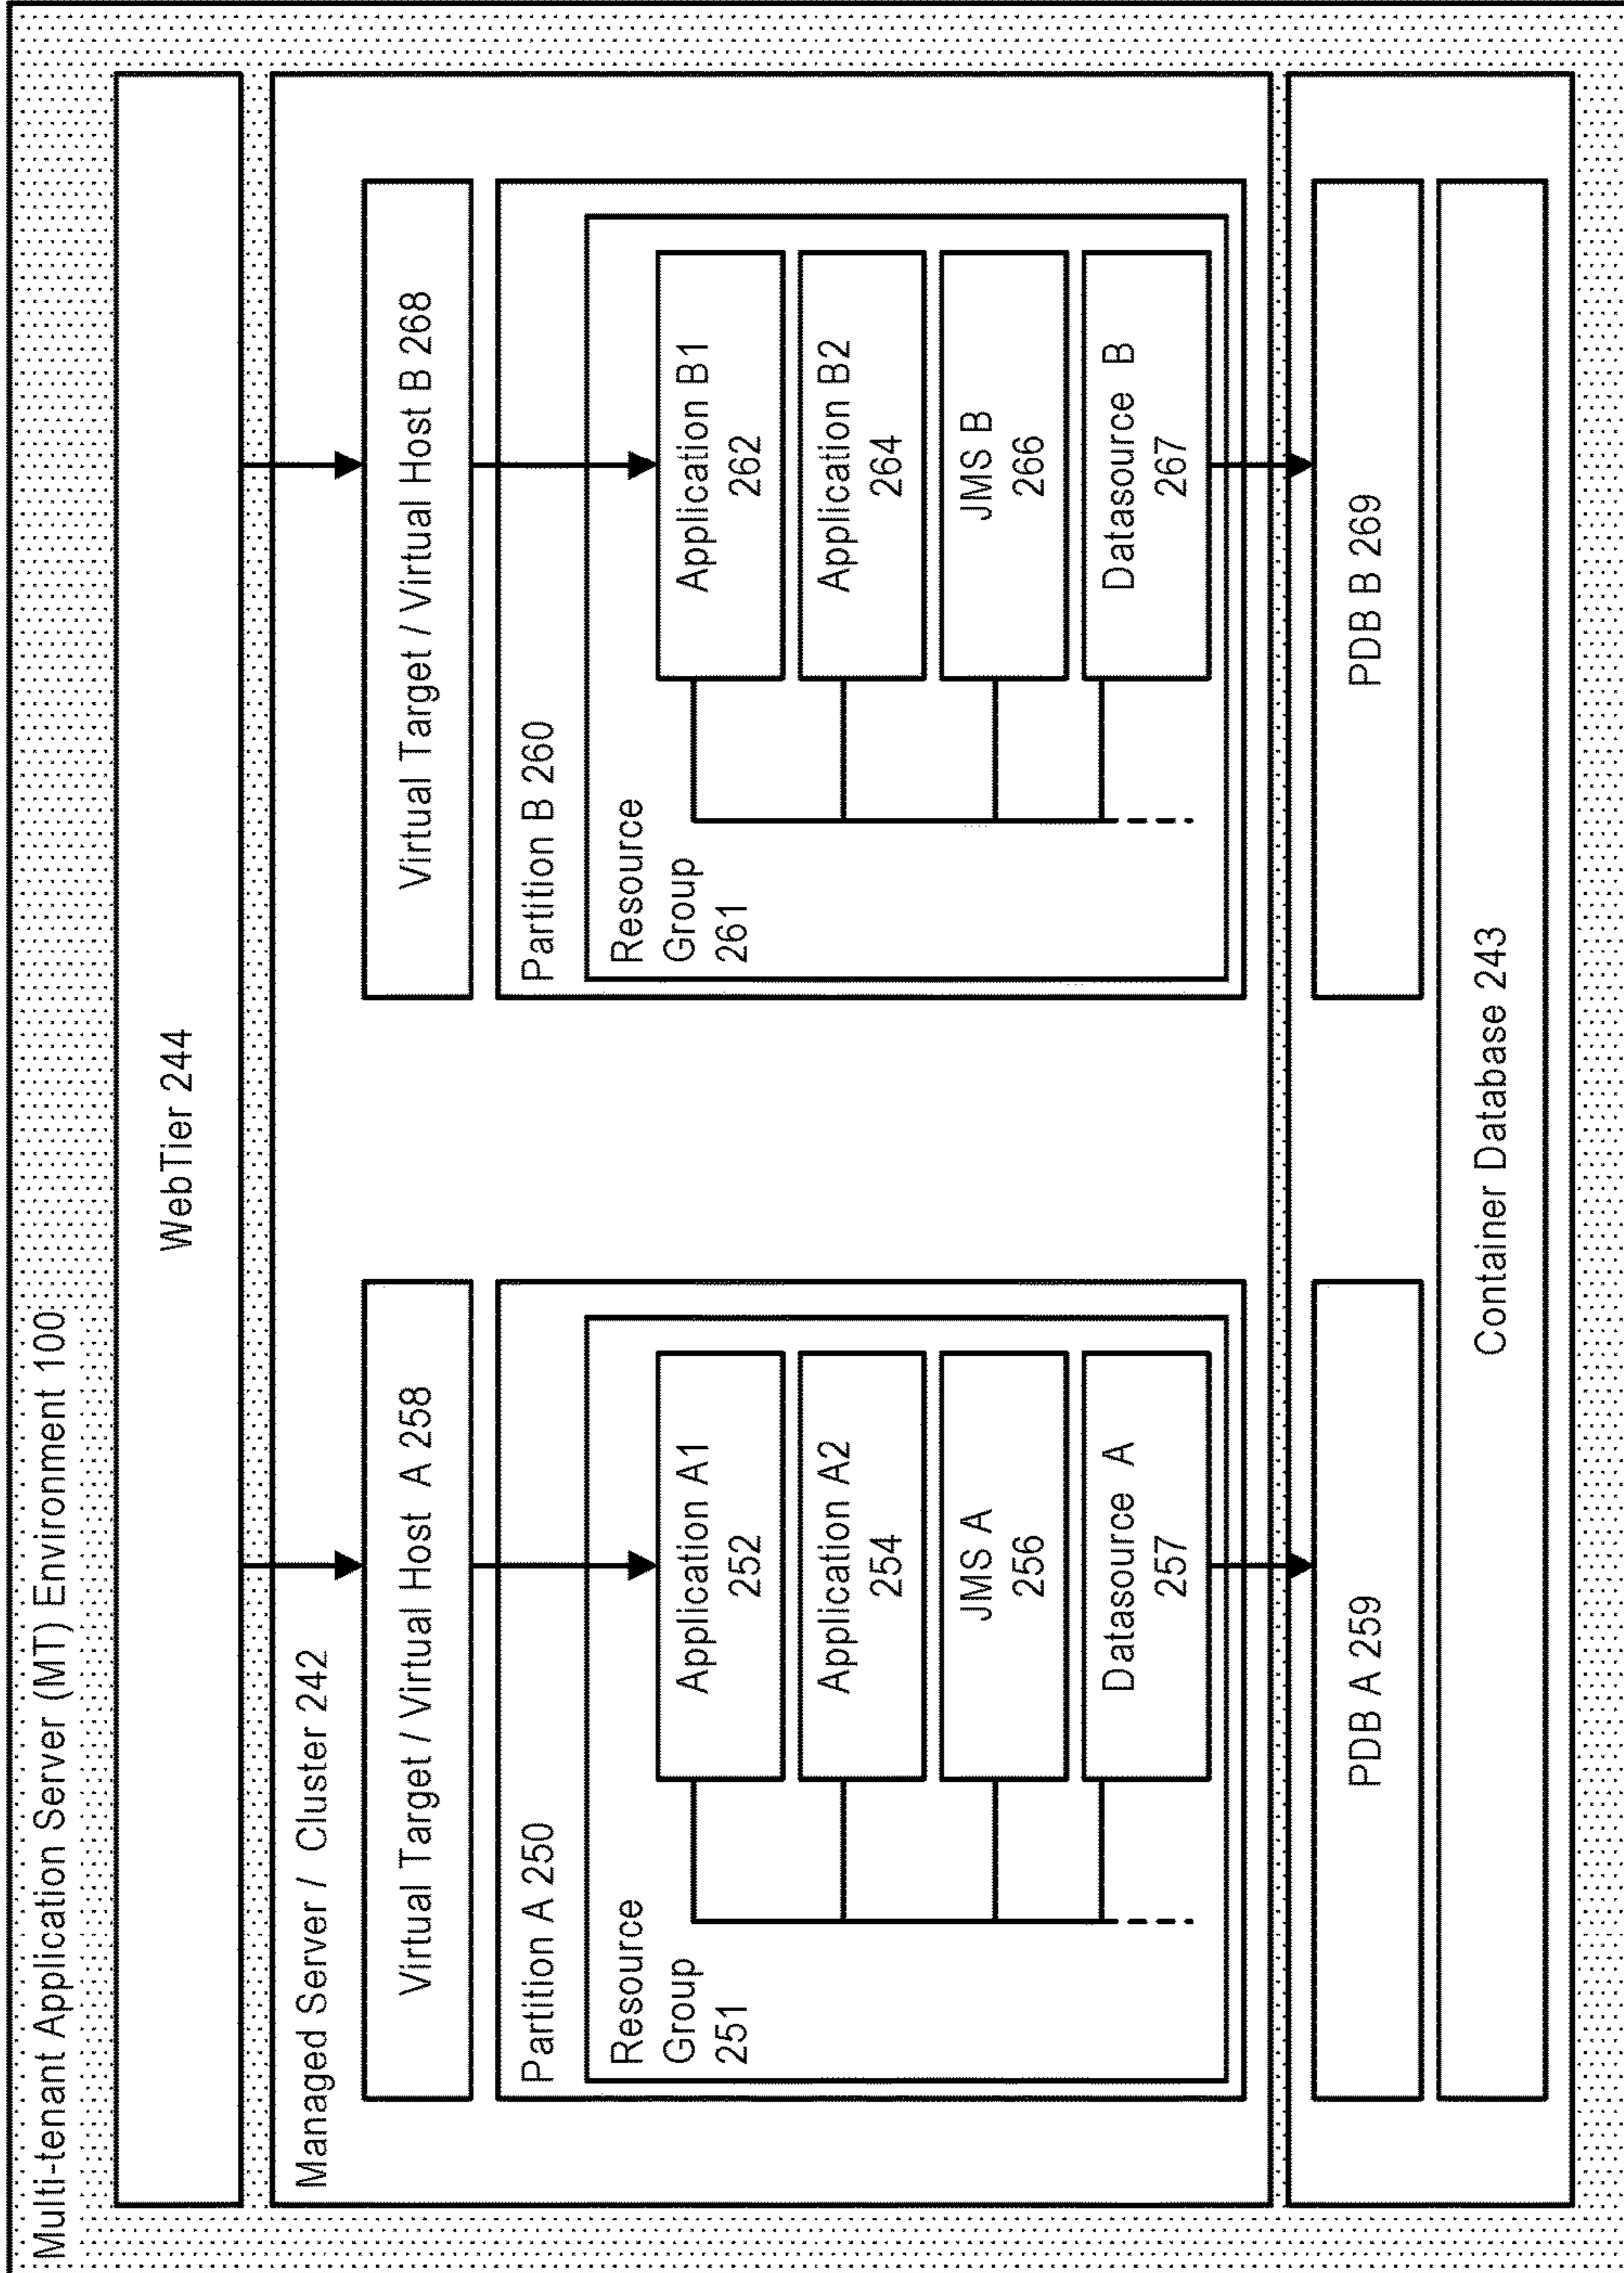 Multi-tenant Application Server (MT) Environment 100
WebTier 244
Managed Server / Cluster 242
Virtual Target / Virtual Host A 258
Partition A 250
Resource
Group
251
Application A1
252
Application A2
254
JMS A
256
Datasource A
257
PDB A 259
Virtual Target / Virtual Host B 268
Partition B 260
Resource
Group
261
Application B1
262
Application B2
264
JMS B
266
Datasource B
267
PDB B 269
Container Database 243